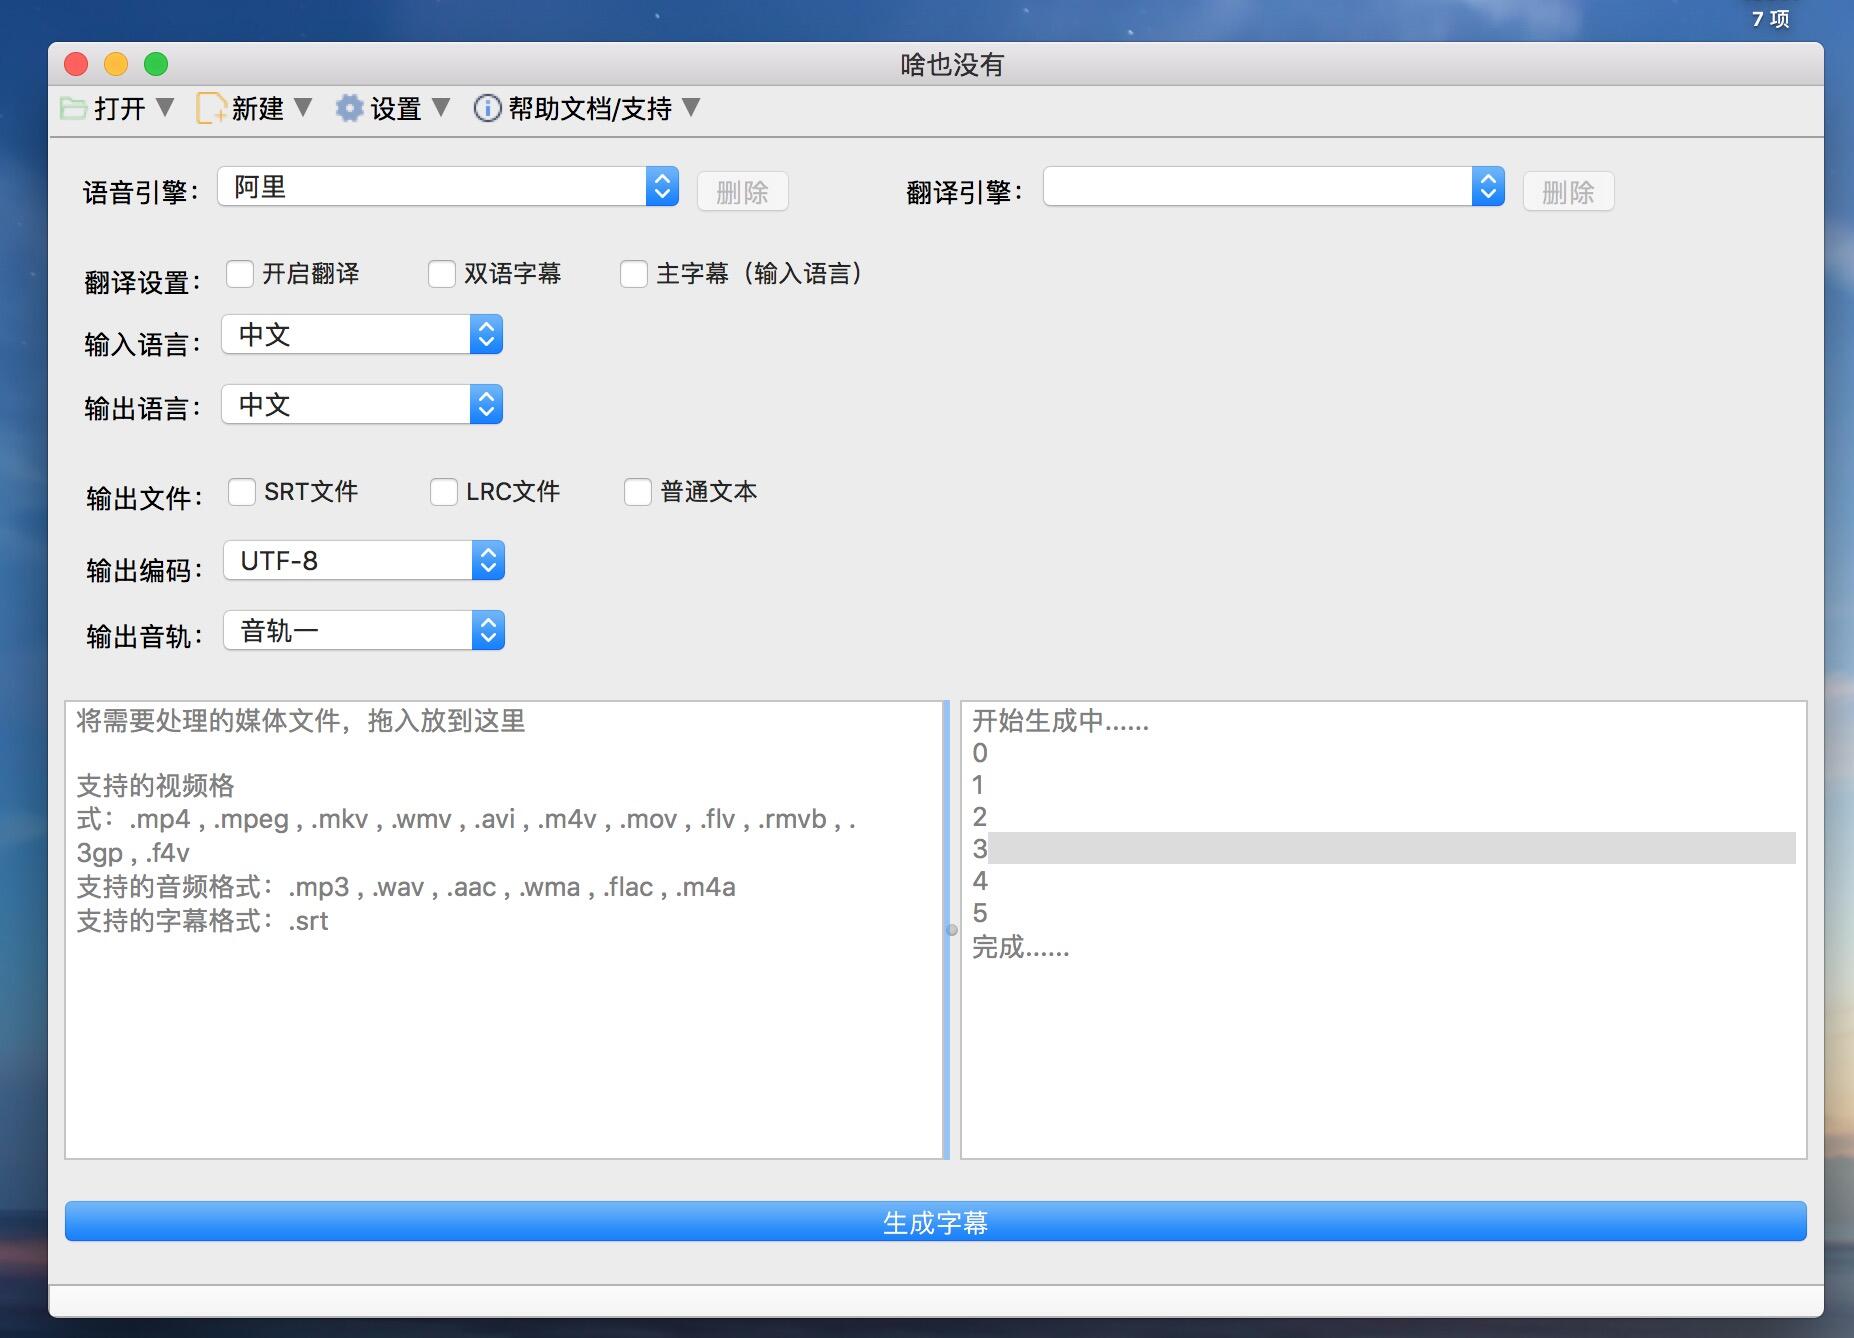 7 项
啥也没有
打开 新建 设置 帮助文档/支持
语音引擎： 阿里 删除 翻译引擎： 删除
翻译设置： 开启翻译 双语字幕 主字幕（输入语言）
输入语言： 中文
输出语言： 中文
输出文件： SRT文件 LRC文件 普通文本
输出编码： UTF-8
输出音轨： 音轨一
将需要处理的媒体文件，拖入放到这里
支持的视频格
式：.mp4 , .mpeg , .mkv , .wmv , .avi , .m4v , .mov , .flv , .rmvb , .
3gp , .f4v
支持的音频格式：.mp3 , .wav , .aac , .wma , .flac , .m4a
支持的字幕格式：.srt
开始生成中......
0
1
2
3
4
5
完成......
生成字幕